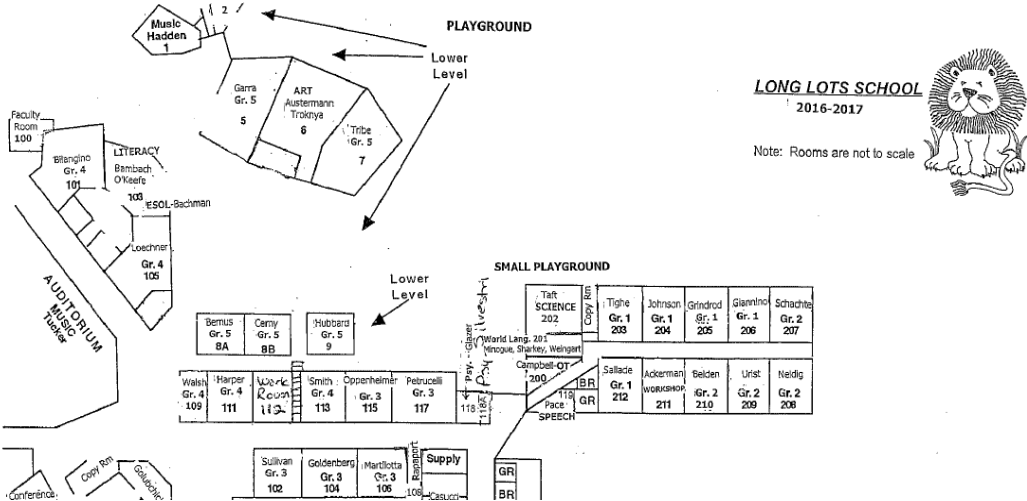 PLAYGROUND
2
Music
Hadden
1
Lower
Level
LONG LOTS SCHOOL
2016-2017
Note: Rooms are not to scale
Garra
Gr. 5
5
ART
Austermann
Troknya
6
Tribe
Gr. 5
7
Faculty
Room
100
Bilangino
Gr. 4
101
LITERACY
Bambach
O'Keefe
103
ESOL-Bachman
Loechner
Gr. 4
105
AUDITORIUM
MUSIC
Tucker
Lower
Level
SMALL PLAYGROUND
Bemus
Gr. 5
8A
Cerny
Gr. 5
8B
Hubbard
Gr. 5
9
Walsh
Gr. 4
109
Harper
Gr. 4
111
Work
Room
112
Smith
Gr. 4
113
Oppenheimer
Gr. 3
115
Petrucelli
Gr. 3
117
Psy. - Glazer
118
Psy Silvestri
118A
Taft
SCIENCE
202
Copy Rm
World Lang. 201
Minogue, Sharkey, Weingart
Campbell-OT
200
119
Pace
SPEECH
BR
GR
Tighe
Gr. 1
203
Johnson
Gr. 1
204
Grindrod
Gr. 1
205
Giannino
Gr. 1
206
Schachte
Gr. 2
207
Sallade
Gr. 1
212
Ackerman
WORKSHOP
211
Belden
Gr. 2
210
Urist
Gr. 2
209
Neidig
Gr. 2
208
Conference
Copy Rm
Sullivan
Gr. 3
102
Goldenberg
Gr. 3
104
Martilotta
Gr. 3
106
Rapaport
108
Supply
Casucci
GR
BR